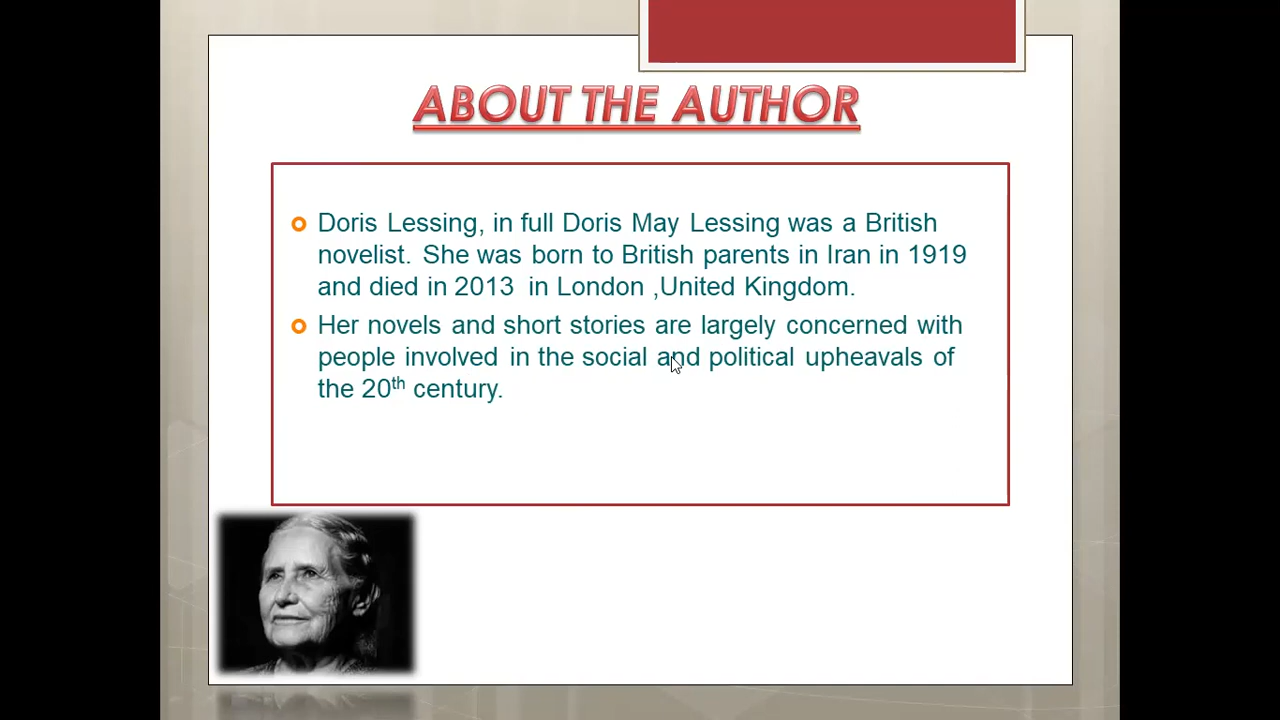 ABOUT THE AUTHOR
Doris Lessing, in full Doris May Lessing was a British
novelist. She was born to British parents in Iran in 1919
and died in 2013 in London ,United Kingdom.
Her novels and short stories are largely concerned with
people involved in the social and political upheavals of
the 20th century.